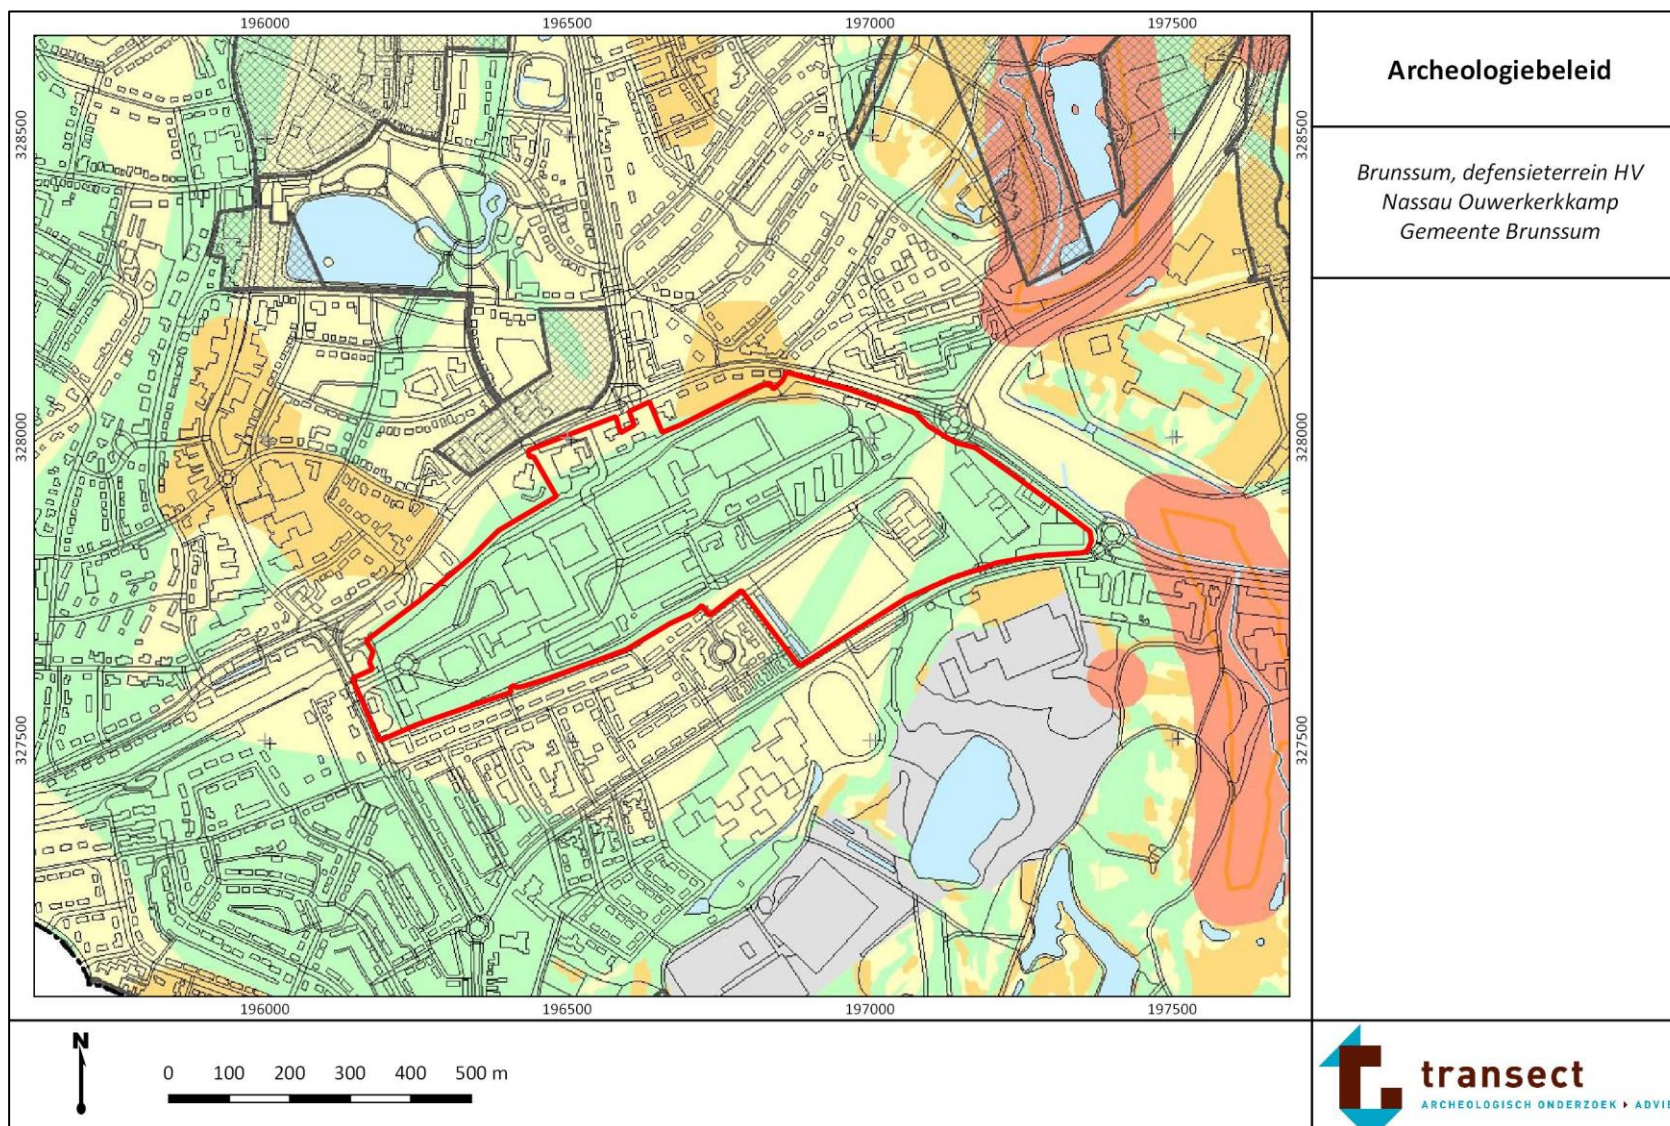 196000 196500 197000 197500
328500 328500
328000 328000
327500 327500
196000 196500 197000 197500
Archeologiebeleid
Brunssum, defensieterrein HV
Nassau Ouwerkerkkamp
Gemeente Brunssum
N
0 100 200 300 400 500 m
transect
ARCHEOLOGISCH ONDERZOEK ADVIE